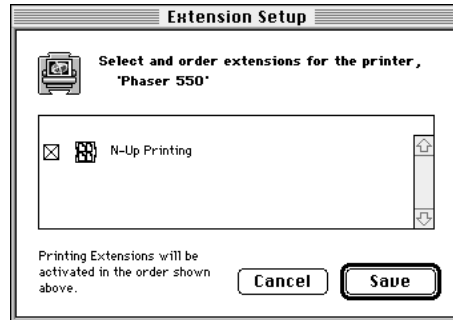 Extension Setup
Select and order extensions for the printer,
'Phaser 550'
N-Up Printing
Printing Extensions will be
activated in the order shown
above.
Cancel
Save